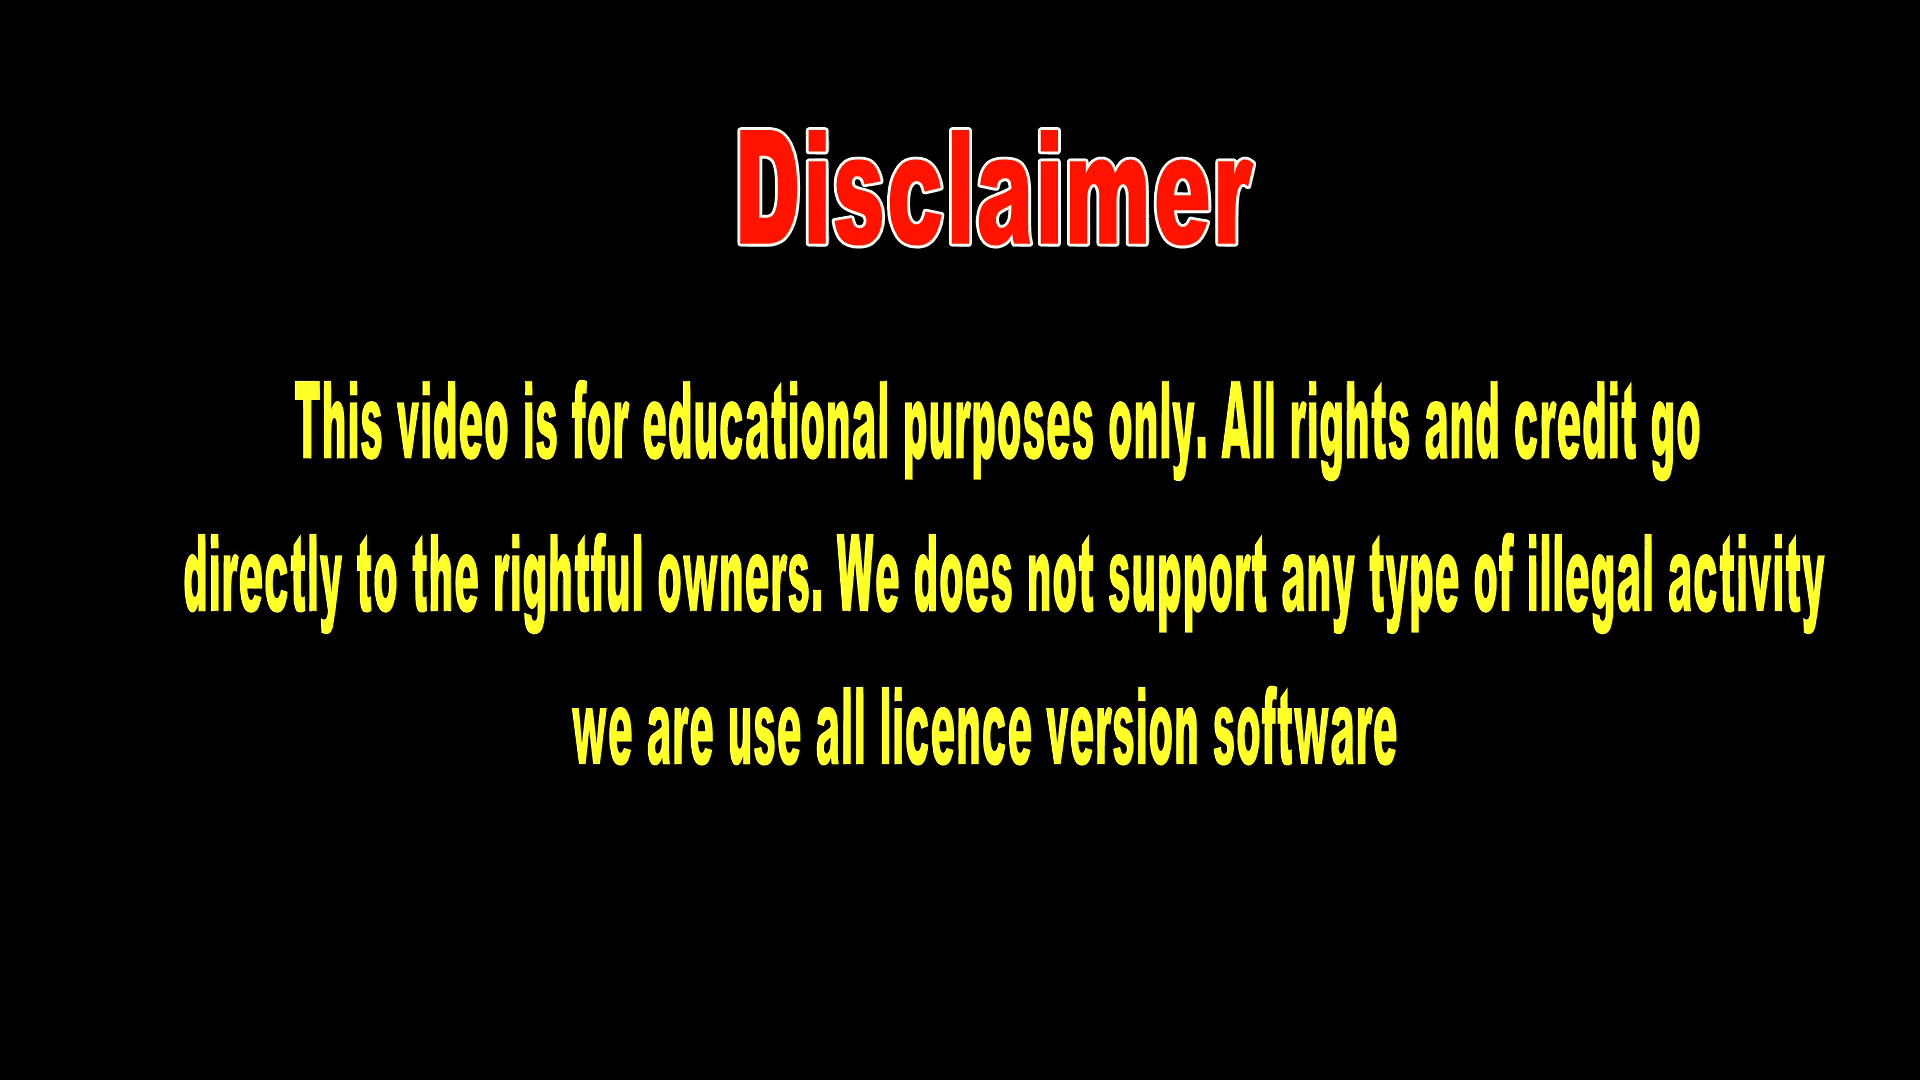 Disclaimer
This video is for educational purposes only. All rights and credit go
directly to the rightful owners. We does not support any type of illegal activity
we are use all licence version software